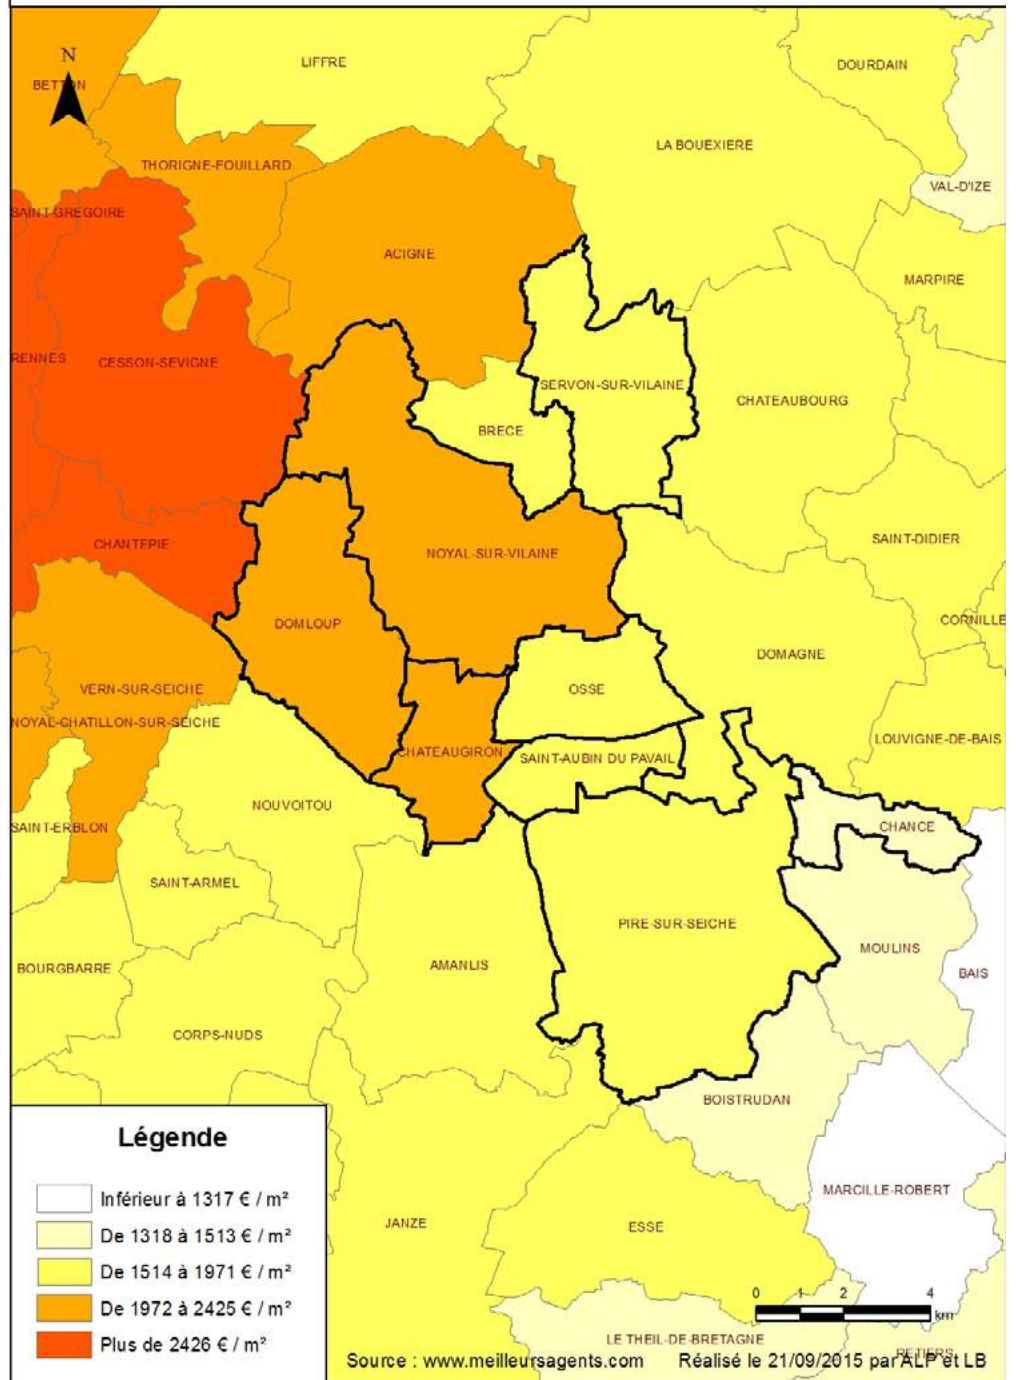 LIFFRE
DOURDAIN
N
BETTON
LA BOUEXIERE
THORIGNE-FOUILLARD
VAL-D'IZE
SAINT-GREGOIRE
ACIGNE
MARPIRE
RENNES
CESSON-SEVIGNE
SERVON-SUR-VILAINE
CHATEAUBOURG
BRECE
CHANTEPIE
NOYAL-SUR-VILAINE
SAINT-DIDIER
DOMLOUP
CORNILLE
DOMAGNE
VERN-SUR-SEICHE
OSSE
NOYAL-CHATILLON-SUR-SEICHE
LOUVIGNE-DE-BAIS
CHATEAUGIRON
SAINT-AUBIN DU PAVAIL
NOUVOITOU
SAINT-ERBLON
CHANCE
SAINT-ARMEL
PIRE-SUR-SEICHE
MOULINS
BOURGBARRE
AMANLIS
BAIS
CORPS-NUDS
BOISTRUDAN
MARCILLE-ROBERT
JANZE
ESSE
Légende
Inférieur à 1317 € / m²
De 1318 à 1513 € / m²
De 1514 à 1971 € / m²
De 1972 à 2425 € / m²
Plus de 2426 € / m²
0 1 2 4
km
LE THEIL-DE-BRETAGNE
RETIERS
Source : www.meilleursagents.com Réalisé le 21/09/2015 par ALP et LB